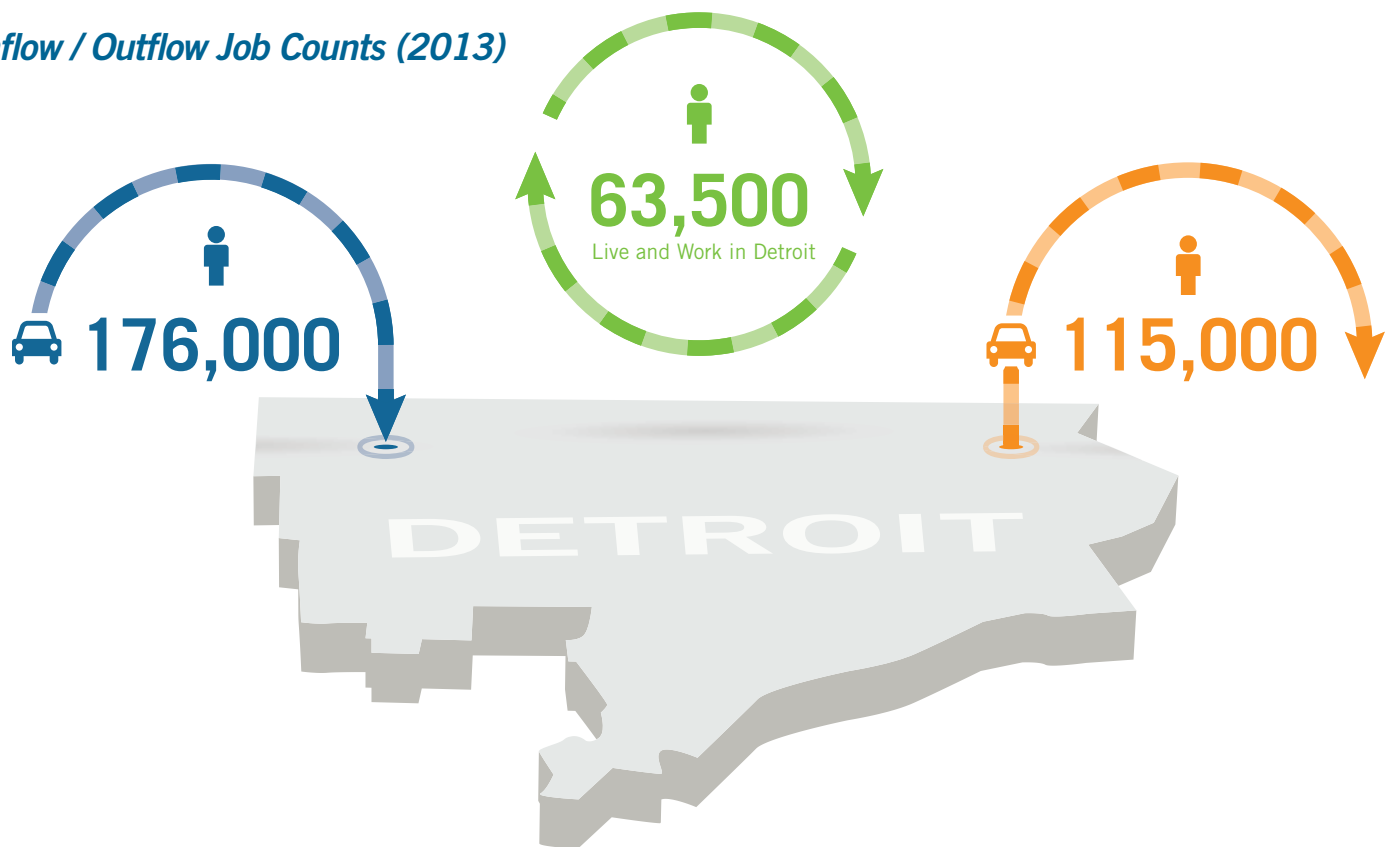 flow / Outflow Job Counts (2013)
63,500
Live and Work in Detroit
176,000
115,000
DETROIT